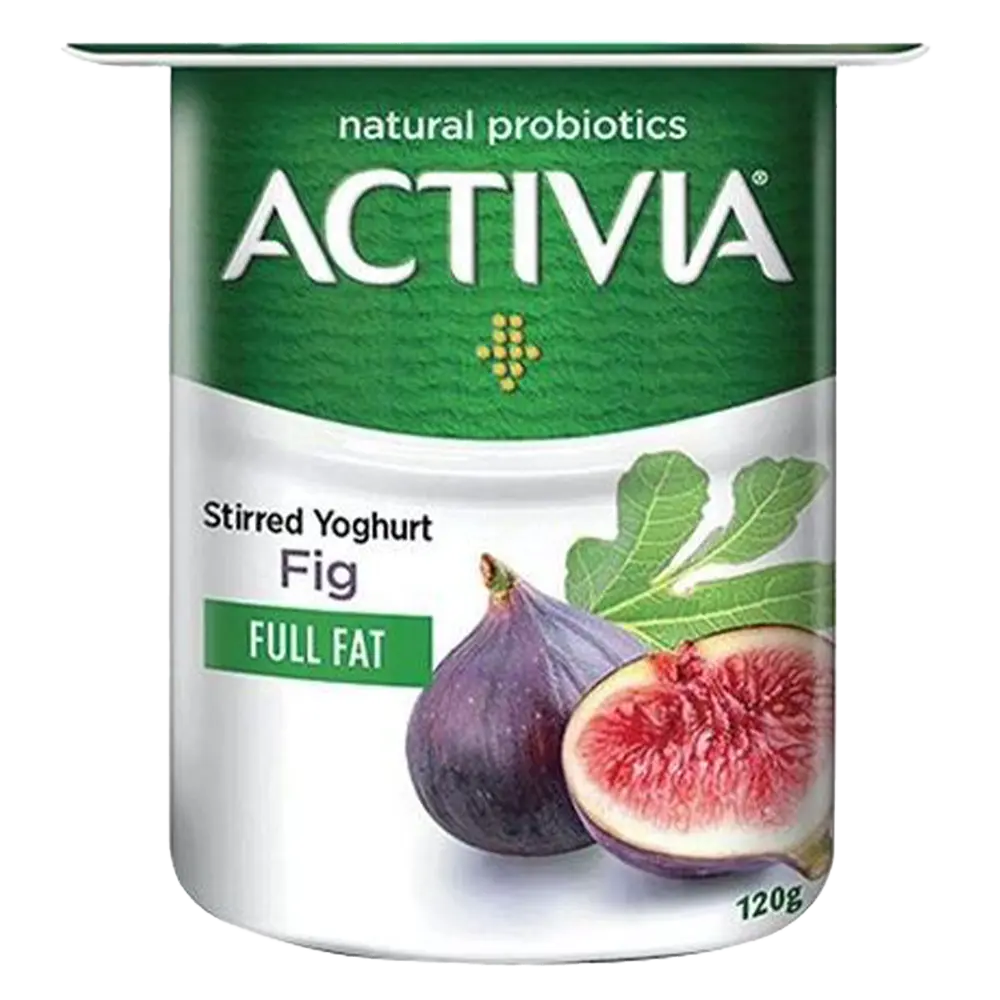 natural probiotics
ACTIVIA®
Stirred Yoghurt
Fig
FULL FAT
120g